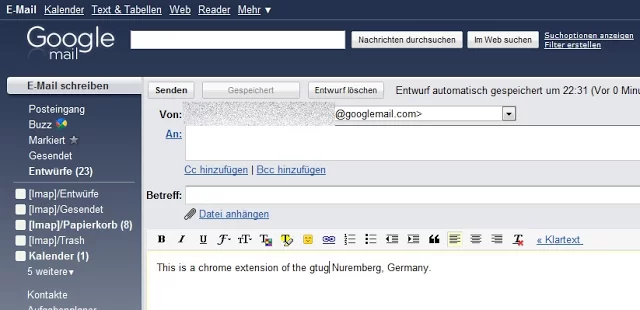 E-Mail Kalender Text & Tabellen Web Reader Mehr ▼
Google mail
Nachrichten durchsuchen Im Web suchen Suchoptionen anzeigen
Filter erstellen
E-Mail schreiben
Senden Gespeichert Entwurf löschen Entwurf automatisch gespeichert um 22:31 (Vor 0 Minu
Posteingang
Buzz
Markiert
Gesendet
Entwürfe (23)
[Imap]/Entwürfe
[Imap]/Gesendet
[Imap]/Papierkorb (8)
[Imap]/Trash
Kalender (1)
5 weitere▼
Kontakte
Aufgabenplaner
Von: @googlemail.com>
An:
Cc hinzufügen | Bcc hinzufügen
Betreff:
Datei anhängen
B I U « Klartext
This is a chrome extension of the gtug Nuremberg, Germany.